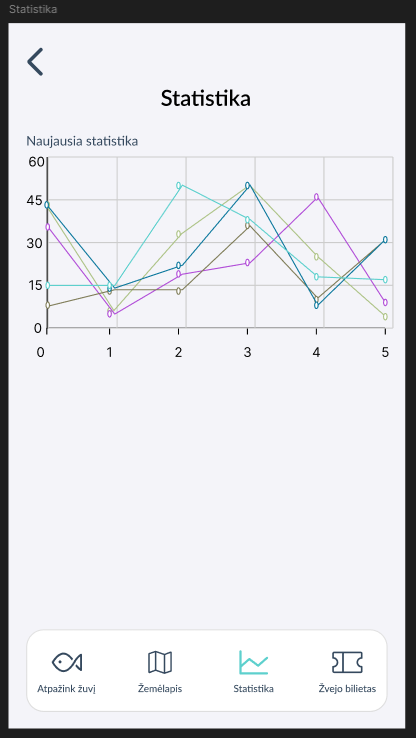 Statistika
Statistika
Naujausia statistika
60
45
30
15
0
0 1 2 3 4 5
Atpažink žuvį Žemėlapis Statistika Žvejo bilietas